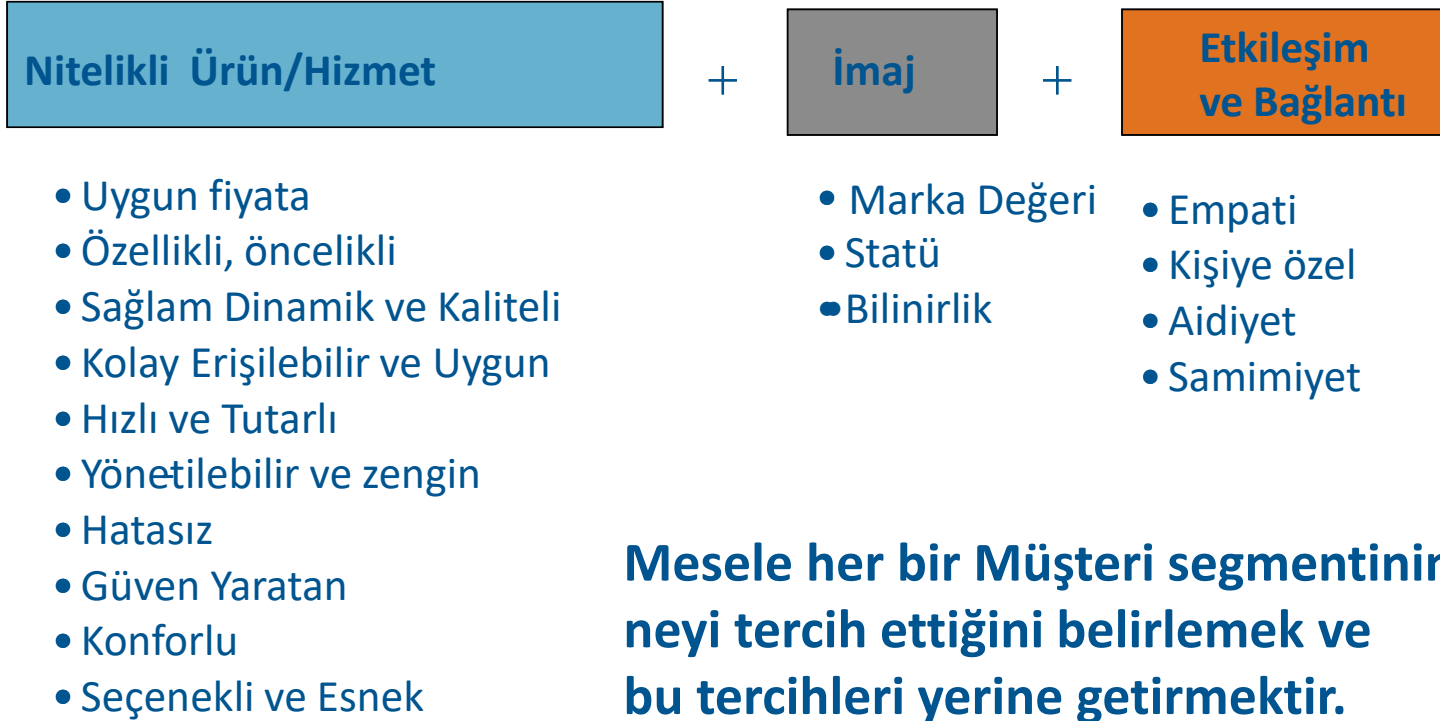 Nitelikli Ürün/Hizmet
+
İmaj
+
Etkileşim
ve Bağlantı
• Uygun fiyata
• Özellikli, öncelikli
• Sağlam Dinamik ve Kaliteli
• Kolay Erişilebilir ve Uygun
• Hızlı ve Tutarlı
• Yönetilebilir ve zengin
• Hatasız
• Güven Yaratan
• Konforlu
• Seçenekli ve Esnek
• Marka Değeri
• Statü
• Bilinirlik
• Empati
• Kişiye özel
• Aidiyet
• Samimiyet
Mesele her bir Müşteri segmentinin
neyi tercih ettiğini belirlemek ve
bu tercihleri yerine getirmektir.